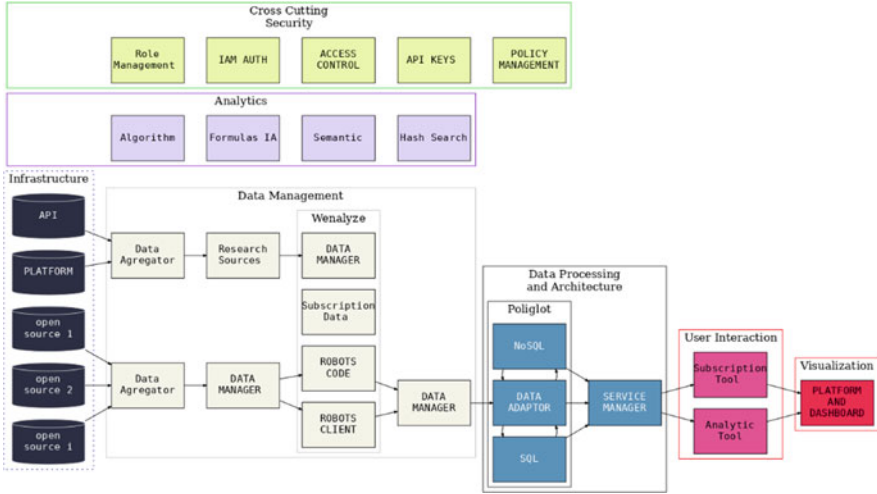 Cross Cutting
Security
Role
Management
IAM AUTH
ACCESS
CONTROL
API KEYS
POLICY
MANAGEMENT
Analytics
Algorithm
Formulas IA
Semantic
Hash Search
Infrastructure
API
PLATFORM
open
source 1
open
source 2
open
source i
Data Management
Data
Agregator
Research
Sources
Wenalyze
DATA
MANAGER
Subscription
Data
Data
Agregator
DATA
MANAGER
ROBOTS
CODE
ROBOTS
CLIENT
DATA
MANAGER
Data Processing
and Architecture
Poliglot
NoSQL
DATA
ADAPTOR
SQL
SERVICE
MANAGER
User Interaction
Subscription
Tool
Analytic
Tool
Visualization
PLATFORM
AND
DASHBOARD